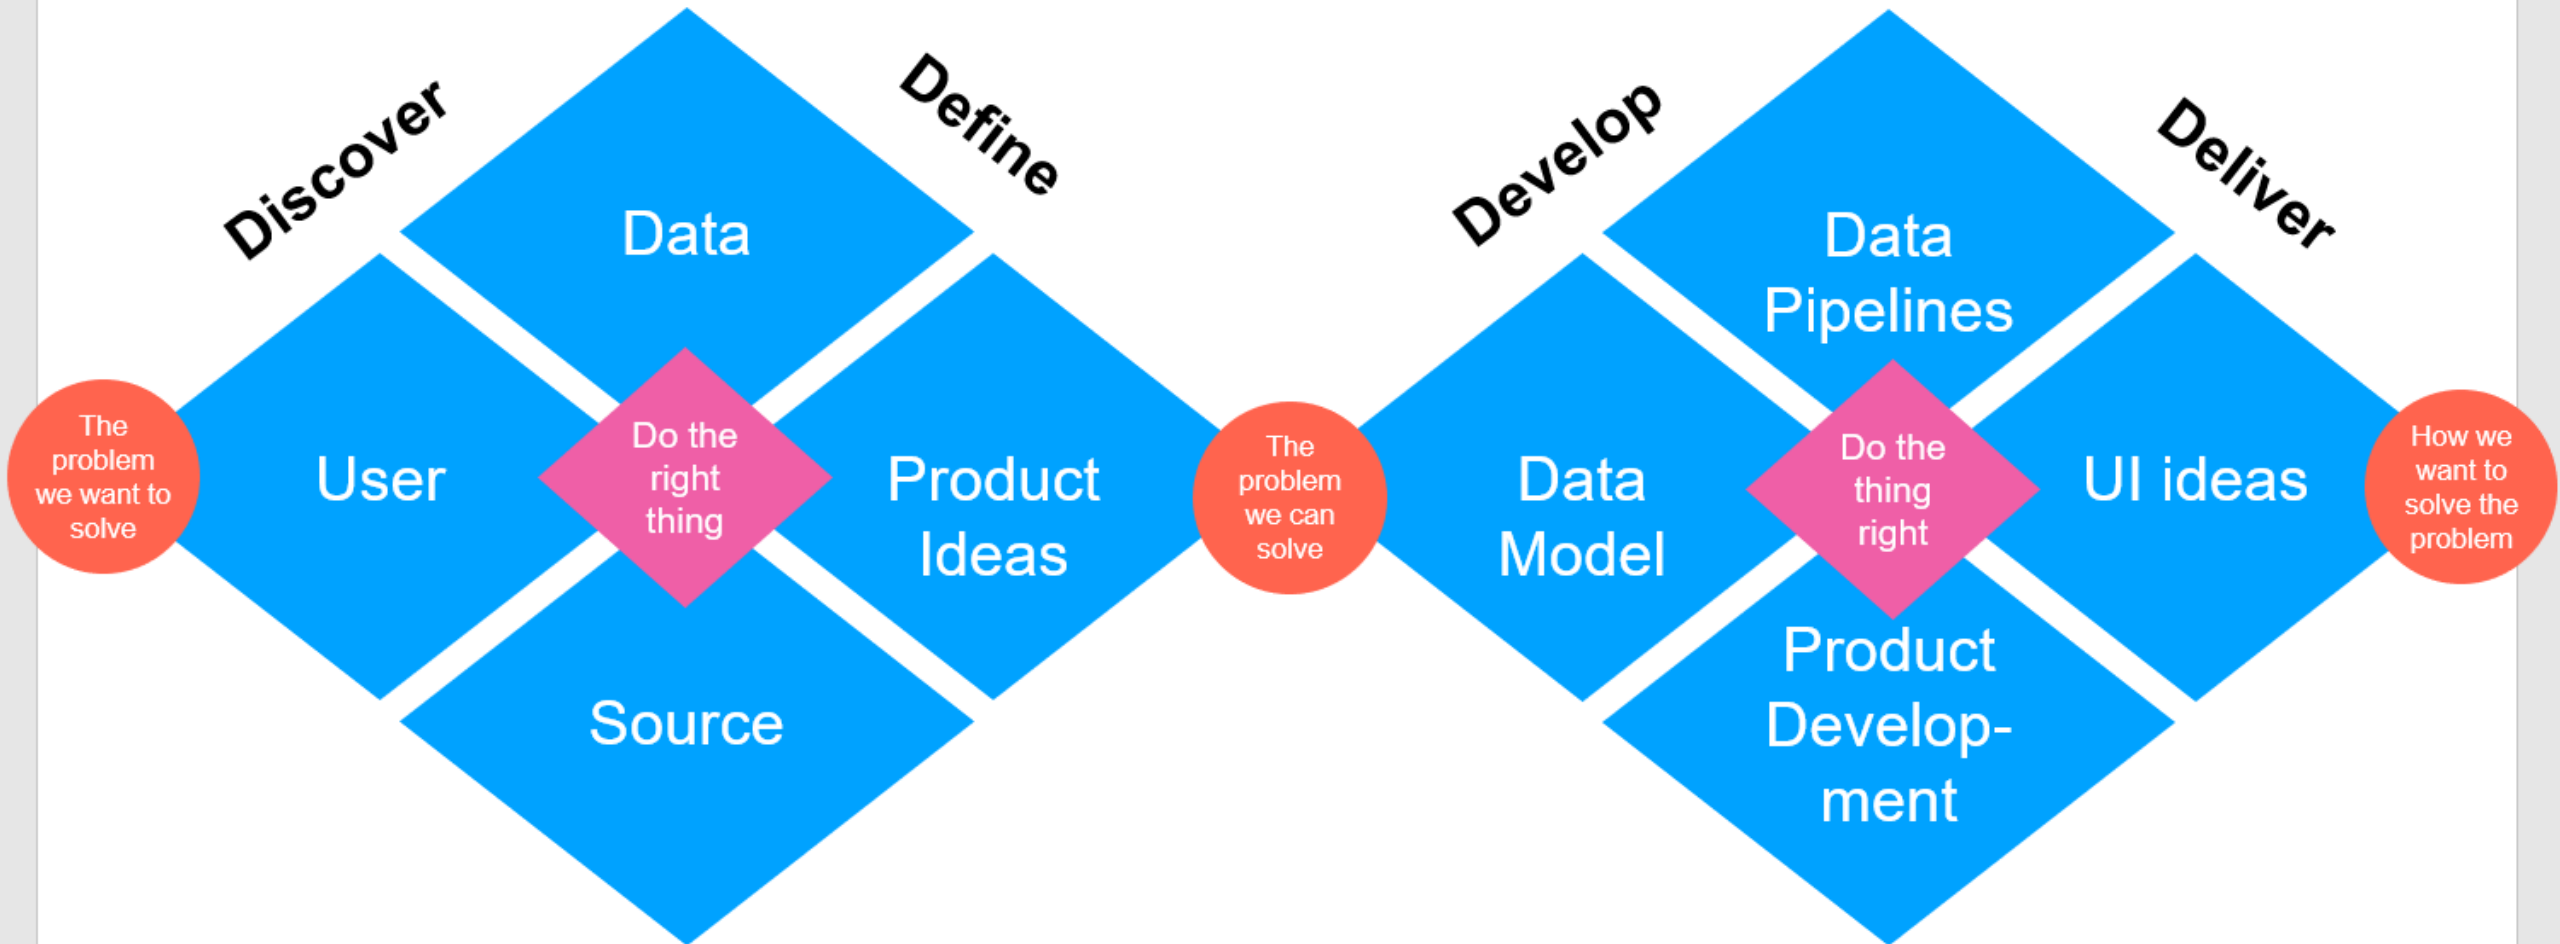 Discover
Define
Develop
Deliver
Data
User
Do the
right
thing
Product
Ideas
Source
The
problem
we want to
solve
The
problem
we can
solve
Data
Pipelines
Data
Model
Do the
thing
right
UI ideas
Product
Develop-
ment
How we
want to
solve the
problem